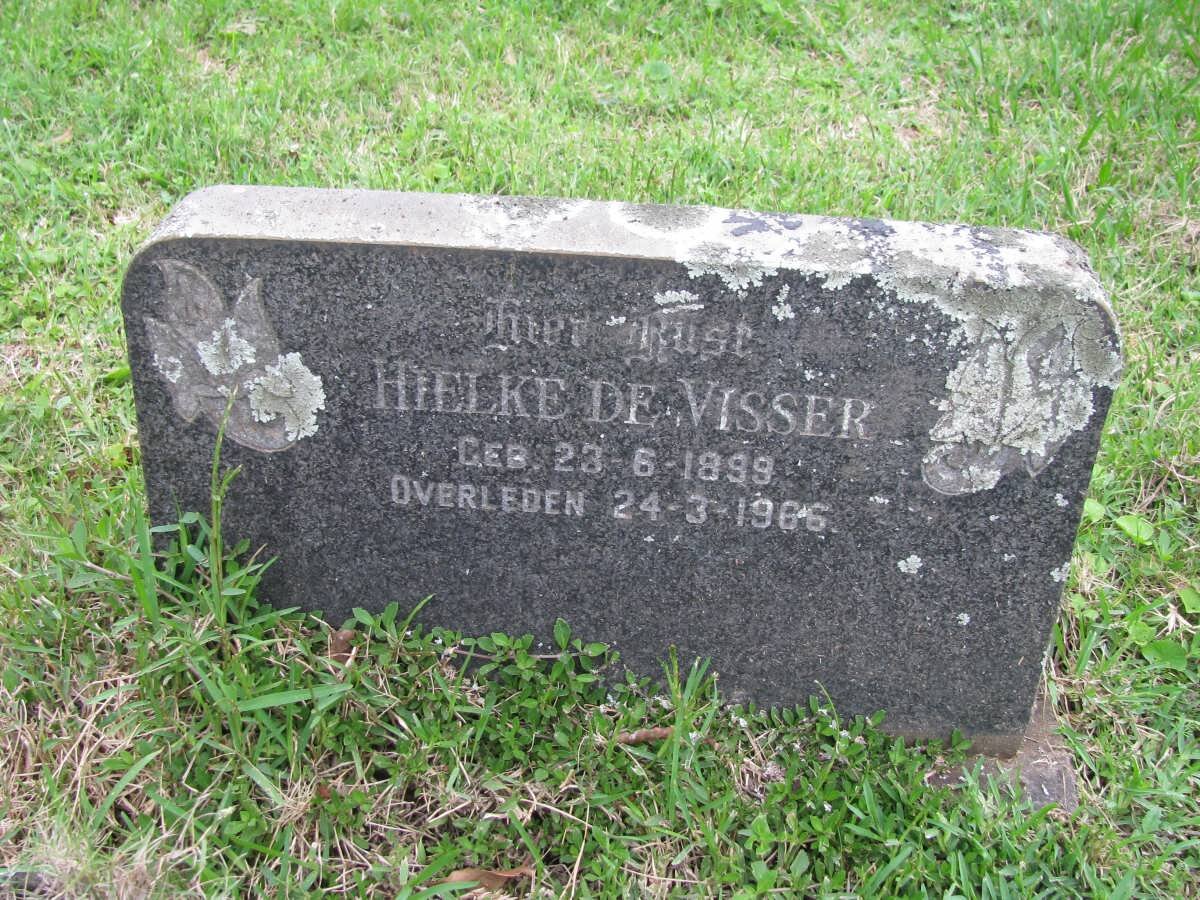 Hier Rust
HIELKE DE VISSER
GEB. 23-6-1899
OVERLEDEN 24-3-1966